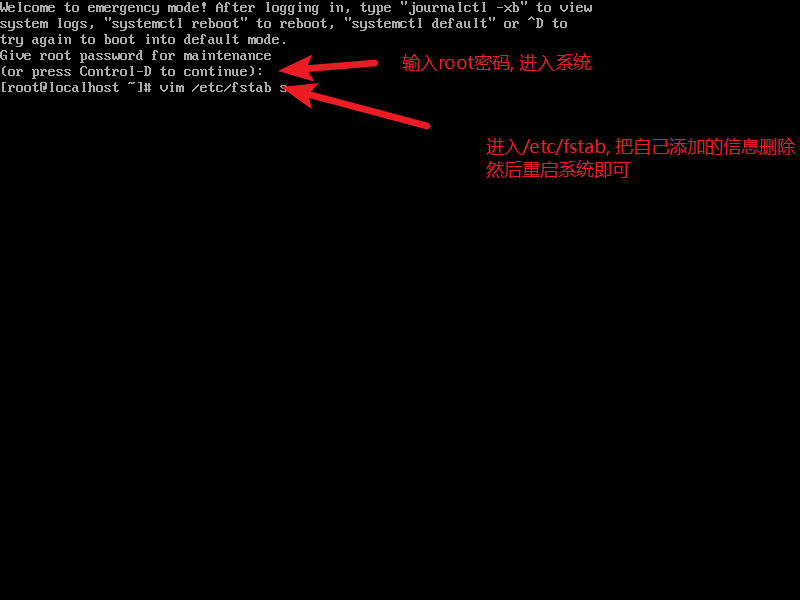 Welcome to emergency mode! After logging in, type "journalctl -xb" to view
system logs, "systemctl reboot" to reboot, "systemctl default" or ^D to
try again to boot into default mode.
Give root password for maintenance
(or press Control-D to continue):
[root@localhost ~]# vim /etc/fstab s
输入root密码, 进入系统
进入/etc/fstab, 把自己添加的信息删除
然后重启系统即可